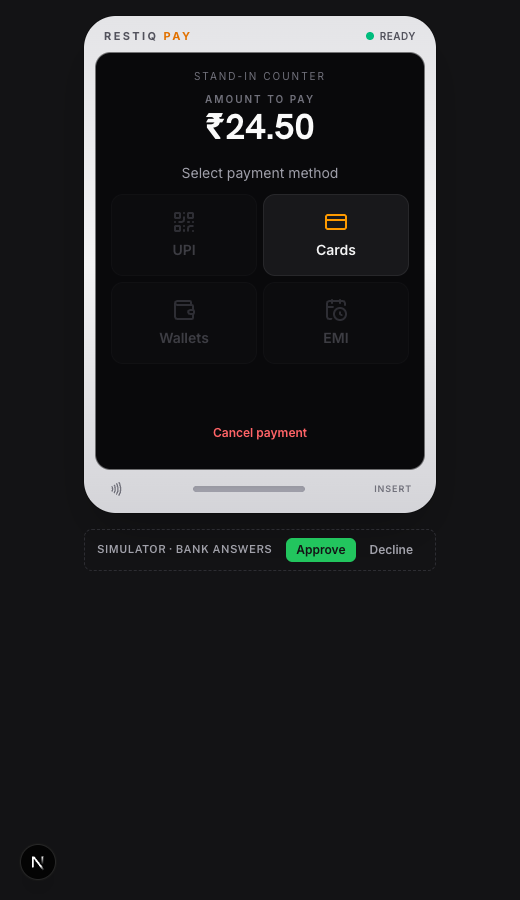 RESTIQ PAY
READY
STAND-IN COUNTER
AMOUNT TO PAY
₹24.50
Select payment method
UPI
Cards
Wallets
EMI
Cancel payment
INSERT
SIMULATOR · BANK ANSWERS
Approve
Decline
N